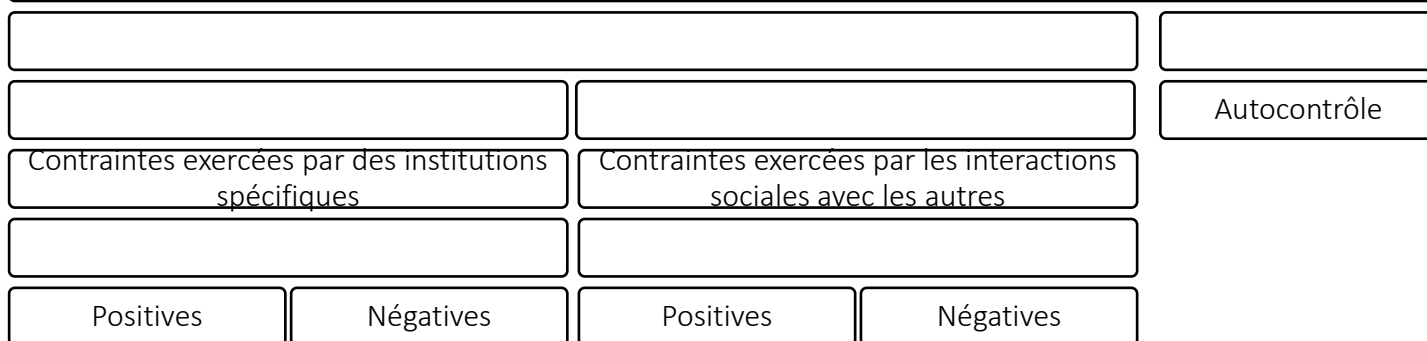 Autocontrôle
Contraintes exercées par des institutions
spécifiques
Contraintes exercées par les interactions
sociales avec les autres
Positives
Négatives
Positives
Négatives